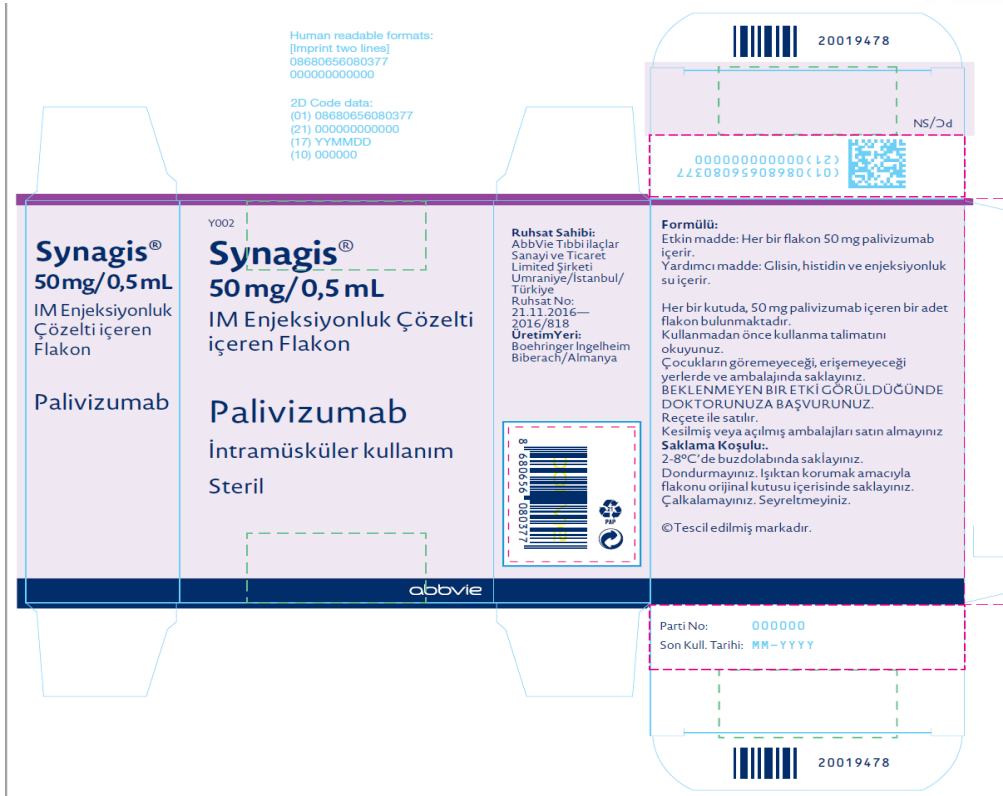 Human readable formats:
[Imprint two lines]
08680656080377
000000000000
2D Code data:
(01) 08680656080377
(21) 000000000000
(17) YYMMDD
(10) 000000
20019478
PC/SN
(01)08680656080377
(21)000000000000
Synagis®
50 mg/ 0,5 mL
IM Enjeksiyonluk
Çözelti içeren
Flakon
Palivizumab
Y002
Synagis®
50 mg/ 0,5 mL
IM Enjeksiyonluk Çözelti
içeren Flakon
Palivizumab
İntramüsküler kullanım
Steril
abbvie
Ruhsat Sahibi:
AbbVie Tıbbi ilaçlar
Sanayi ve Ticaret
Limited Şirketi
Umraniye/İstanbul/
Türkiye
Ruhsat No:
21.11.2016—
2016/818
ÜretimYeri:
Boehringer Ingelheim
Biberach/Almanya
8 680656 080377
21
PAP
Formülü:
Etkin madde: Her bir flakon 50 mg palivizumab
içerir.
Yardımcı madde: Glisin, histidin ve enjeksiyonluk
su içerir.
Her bir kutuda, 50 mg palivizumab içeren bir adet
flakon bulunmaktadır.
Kullanmadan önce kullanma talimatını
okuyunuz.
Çocukların göremeyeceği, erişemeyeceği
yerlerde ve ambalajında saklayınız.
BEKLENMEYEN BIR ETKİ GÖRÜLDÜĞÜNDE
DOKTORUNUZA BAŞVURUNUZ.
Reçete ile satılır.
Kesilmiş veya açılmış ambalajları satın almayınız
Saklama Koşulu:.
2-8°C'de buzdolabında saklayınız.
Dondurmayınız. Işıktan korumak amacıyla
flakonu orijinal kutusu içerisinde saklayınız.
Çalkalamayınız. Seyreltmeyiniz.
©Tescil edilmiş markadır.
Parti No: 000000
Son Kull. Tarihi: MM-YYYY
20019478